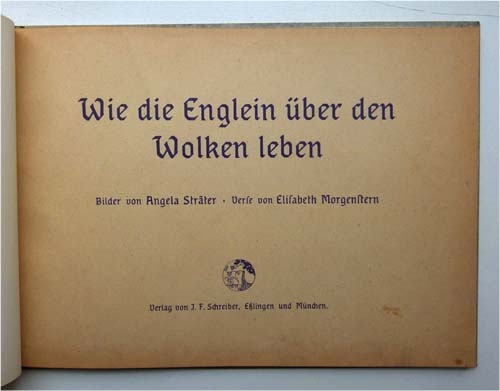 Wie die Englein über den
Wolken leben
Bilder von Angela Sträter · Verse von Elisabeth Morgenstern
Verlag von J. F. Schreiber, Eßlingen und München.